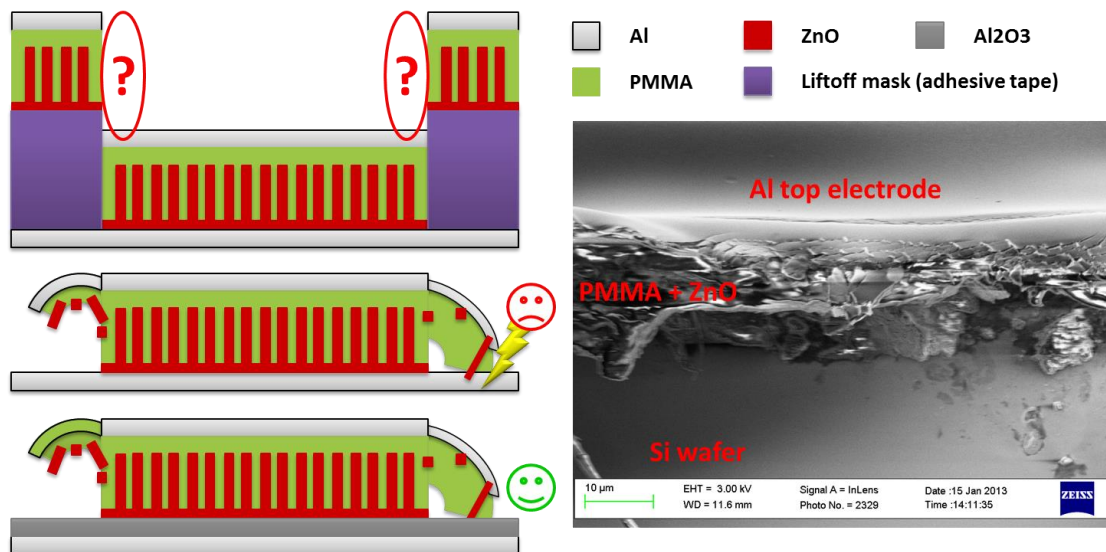 ? ?
Al ZnO Al2O3
PMMA Liftoff mask (adhesive tape)
Al top electrode
PMMA + ZnO
Si wafer
10 µm
EHT = 3.00 kV Signal A = InLens Date :15 Jan 2013
WD = 11.6 mm Photo No. = 2329 Time :14:11:35
ZEISS